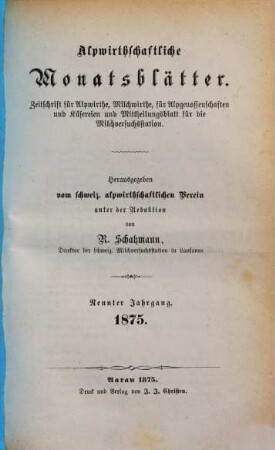 Alpwirthschaftliche
Monatsblätter.
Zeitschrift für Alpwirthe, Milchwirthe, für Alpgenossenschaften
und Käsereien und Mittheilungsblatt für die
Milchversuchsstation.
Herausgegeben
vom schweiz. alpwirthschaftlichen Verein
unter der Redaktion
von
R. Schatzmann,
Direktor der schweiz. Milchversuchsstation in Lausanne.
Neunter Jahrgang,
1875.
Aarau 1875.
Druck und Verlag von J. J. Christen.